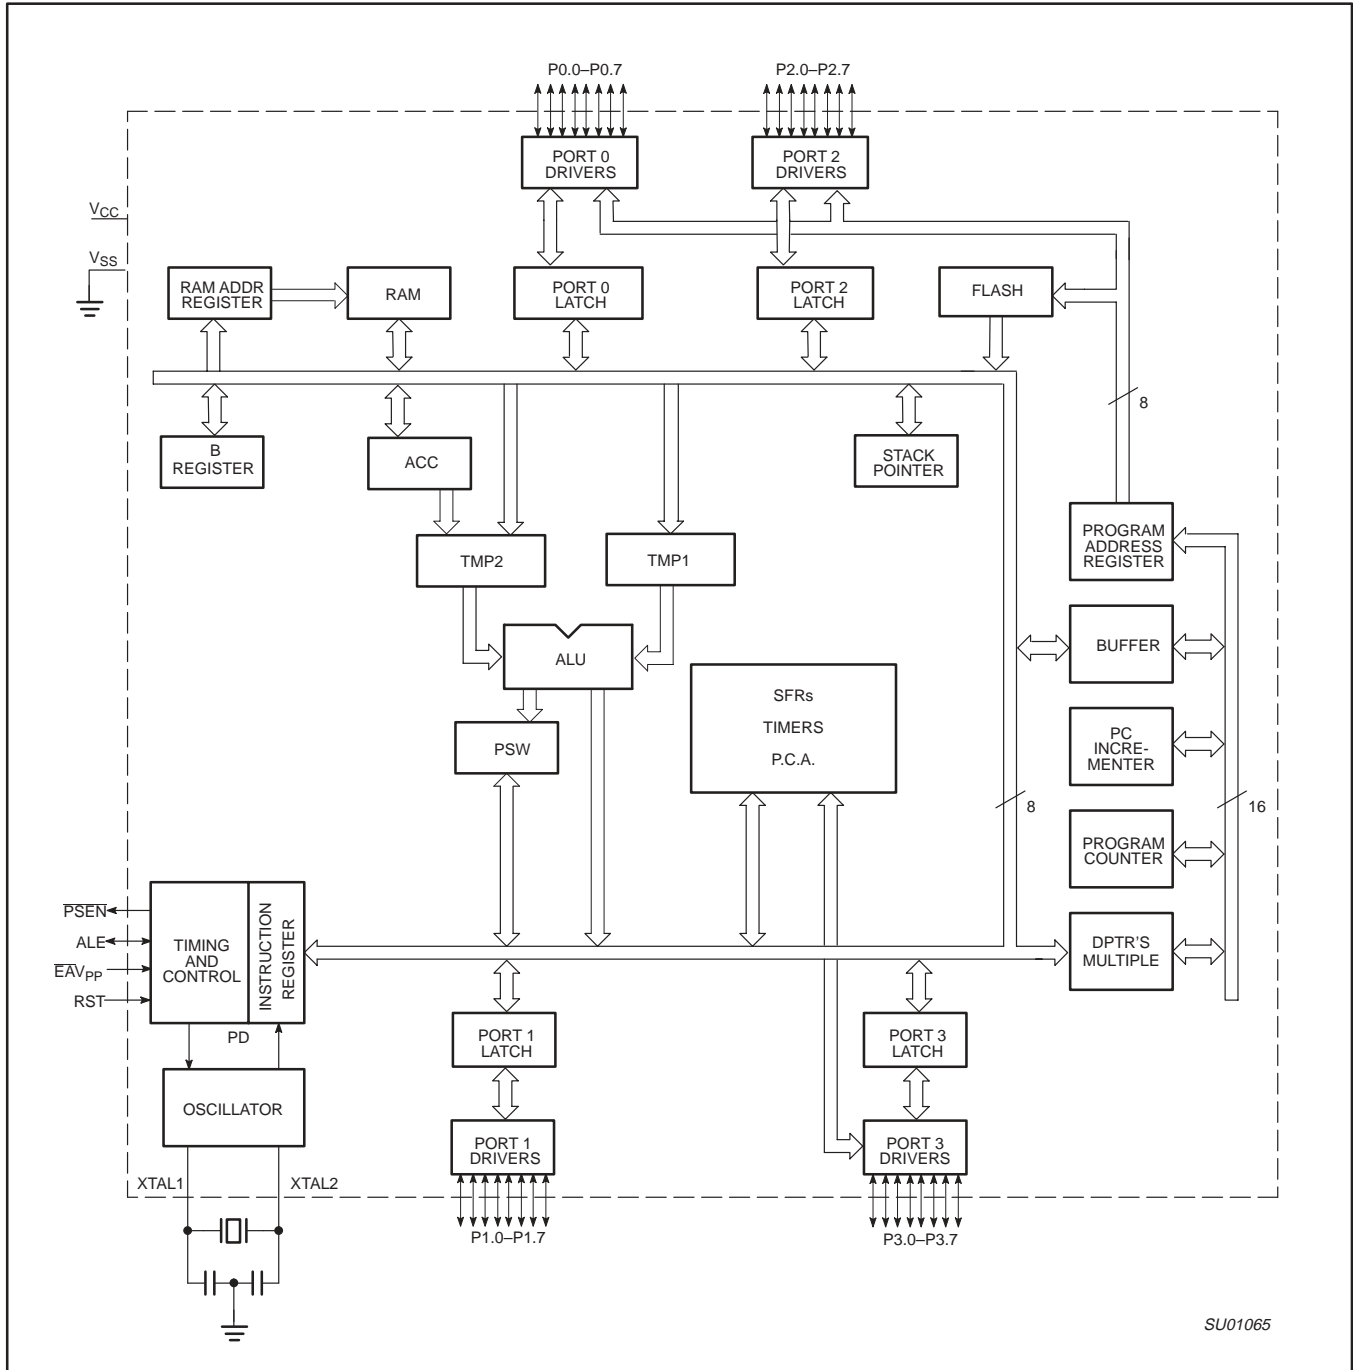 P0.0–P0.7
P2.0–P2.7
PORT 0
DRIVERS
PORT 2
DRIVERS
VCC
VSS
RAM ADDR
REGISTER
RAM
PORT 0
LATCH
PORT 2
LATCH
FLASH
8
B
REGISTER
ACC
STACK
POINTER
TMP2
TMP1
PROGRAM
ADDRESS
REGISTER
ALU
BUFFER
SFRs
TIMERS
P.C.A.
PSW
PC
INCRE-
MENTER
8
16
PROGRAM
COUNTER
PSEN
ALE
EAVPP
RST
TIMING
AND
CONTROL
INSTRUCTION
REGISTER
DPTR'S
MULTIPLE
PD
PORT 1
LATCH
PORT 3
LATCH
OSCILLATOR
PORT 1
DRIVERS
PORT 3
DRIVERS
XTAL1
XTAL2
P1.0–P1.7
P3.0–P3.7
SU01065